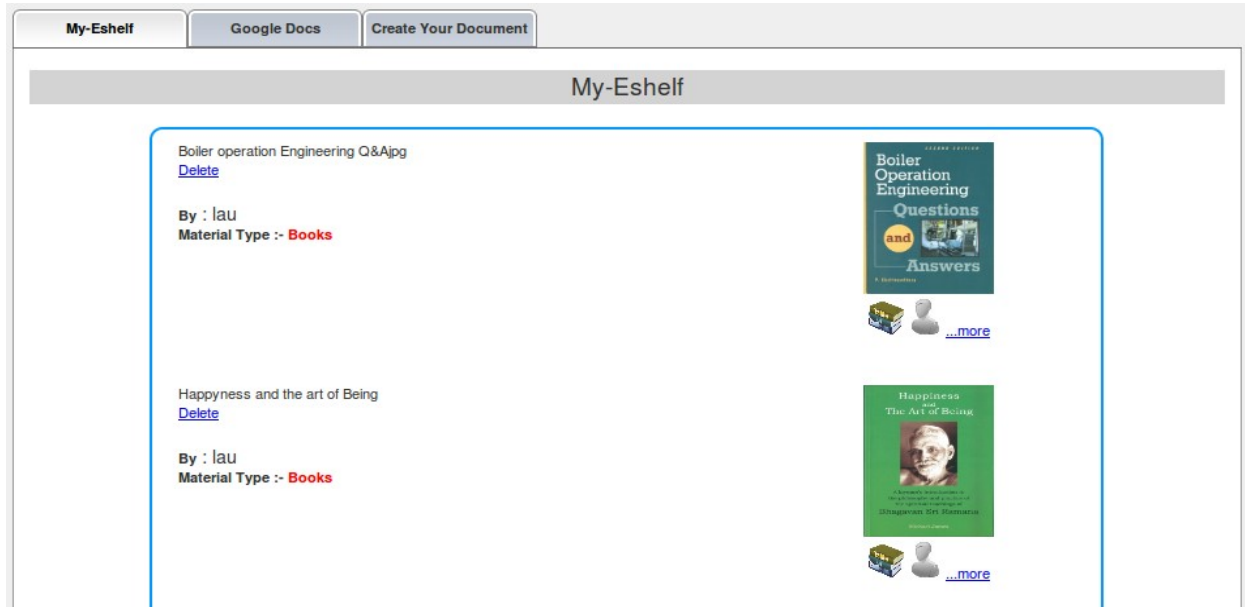 My-Eshelf
Google Docs
Create Your Document
My-Eshelf
Boiler operation Engineering Q&Ajpg
Delete
By : lau
Material Type :- Books
SECOND EDITION
Boiler
Operation
Engineering
Questions
and
Answers
...more
Happyness and the art of Being
Delete
By : lau
Material Type :- Books
Happiness
and
The Art of Being
Bhagavan Sri Ramana
...more